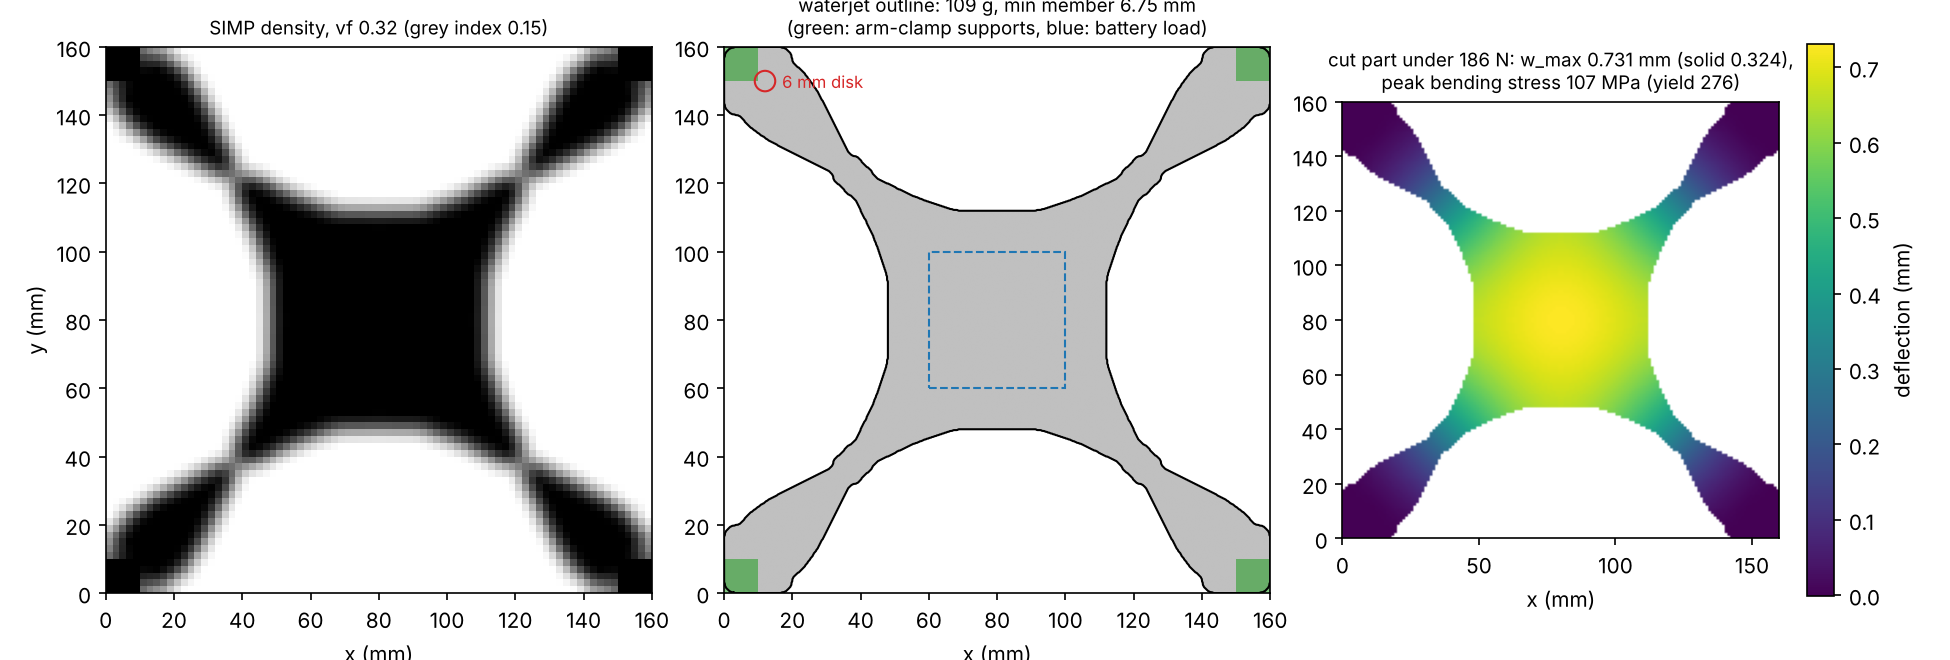 SIMP density, vf 0.32 (grey index 0.15)
160
140
120
100
80
60
40
20
0
y (mm)
0 20 40 60 80 100 120 140 160
x (mm)
waterjet outline: 109 g, min member 6.75 mm
(green: arm-clamp supports, blue: battery load)
6 mm disk
160
140
120
100
80
60
40
20
0
0 20 40 60 80 100 120 140 160
x (mm)
cut part under 186 N: w_max 0.731 mm (solid 0.324),
peak bending stress 107 MPa (yield 276)
160
140
120
100
80
60
40
20
0
0 50 100 150
x (mm)
0.7
0.6
0.5
0.4
0.3
0.2
0.1
0.0
deflection (mm)